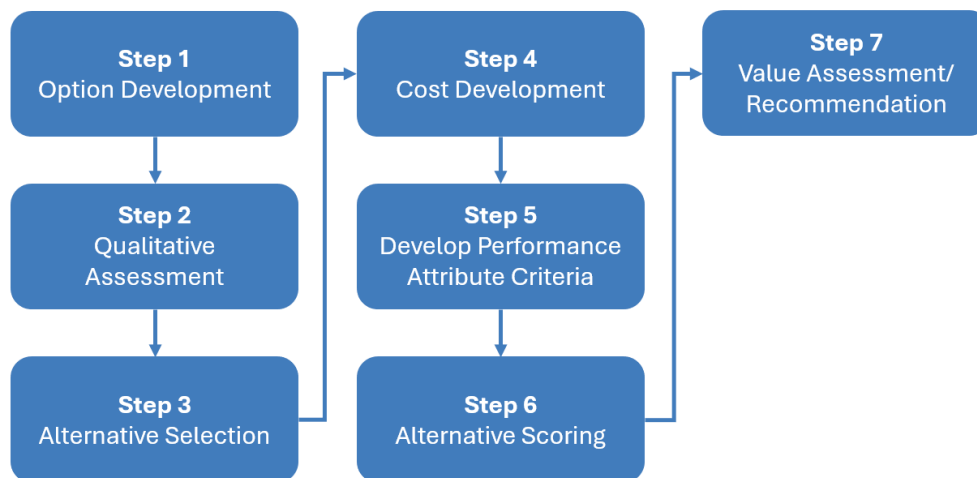 Step 1
Option Development
Step 2
Qualitative
Assessment
Step 3
Alternative Selection
Step 4
Cost Development
Step 5
Develop Performance
Attribute Criteria
Step 6
Alternative Scoring
Step 7
Value Assessment/
Recommendation